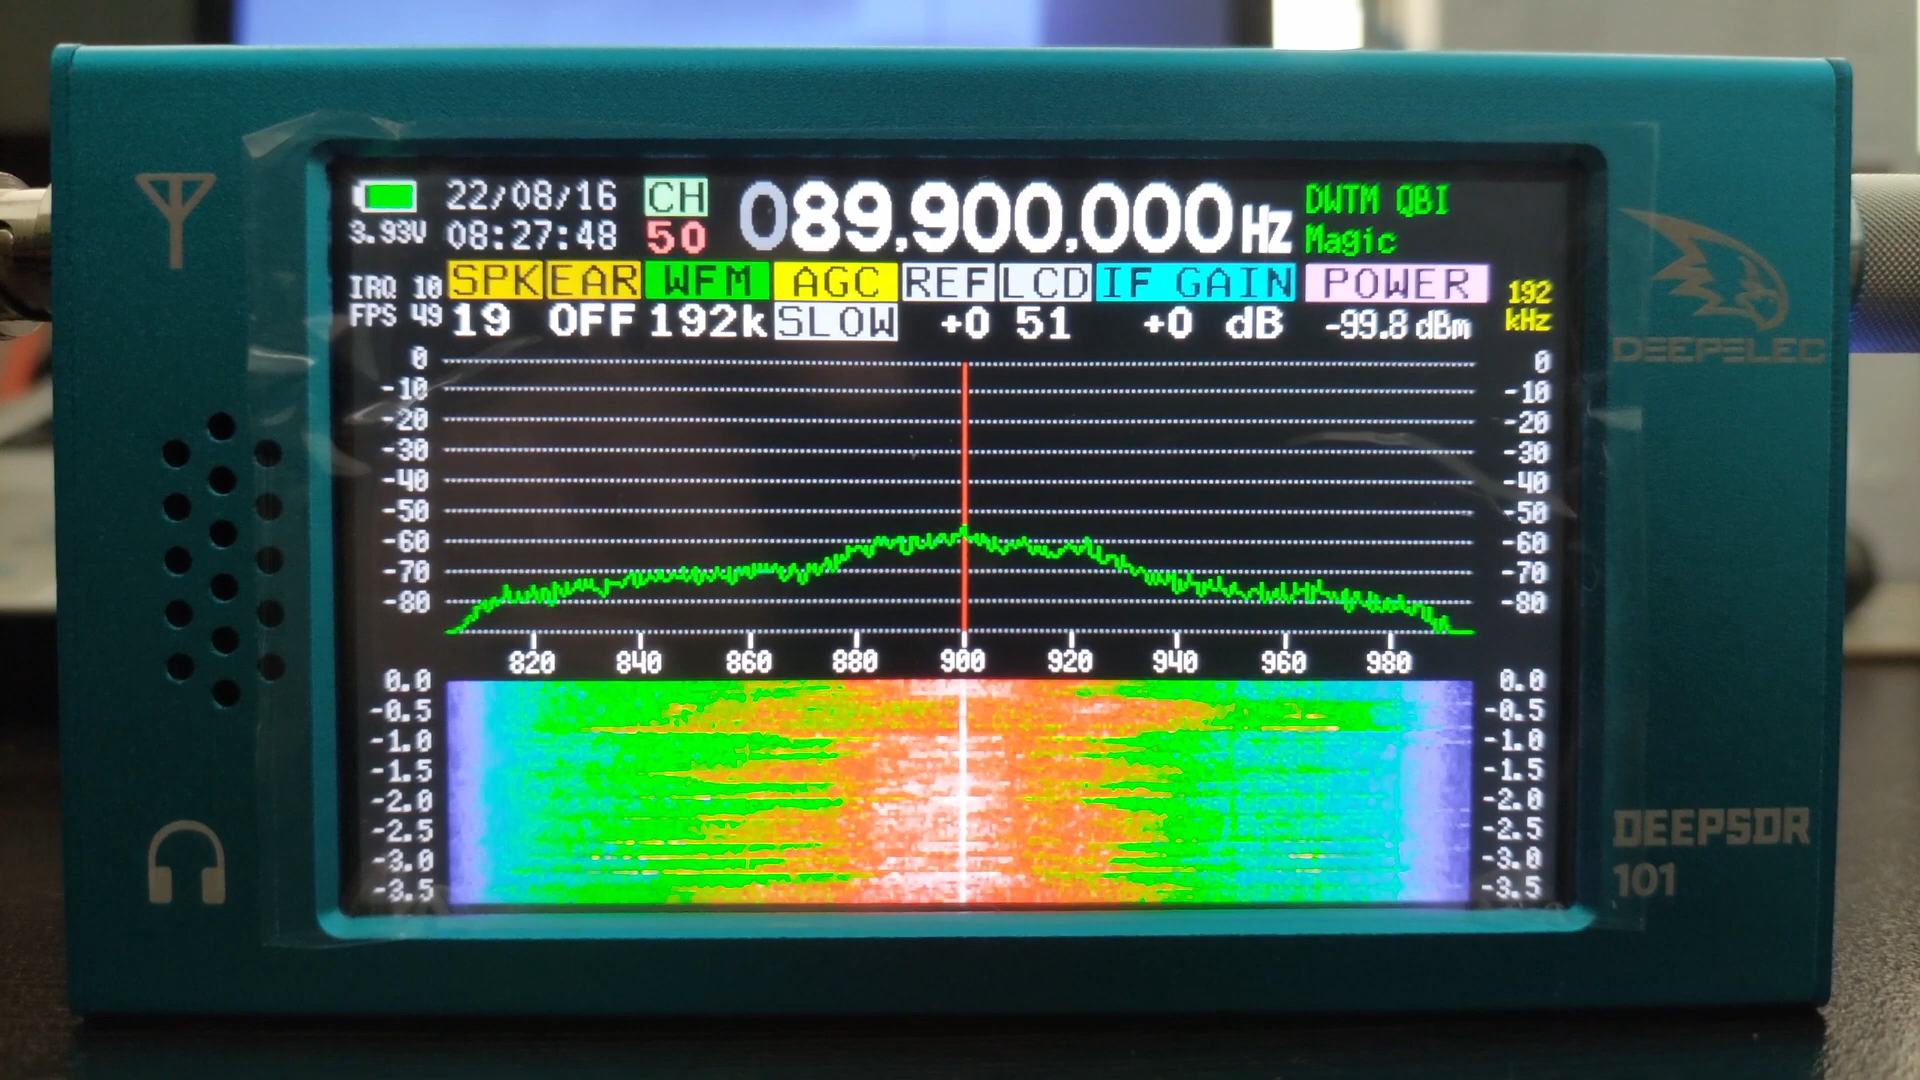 22/08/16 CH 089,900,000Hz DWTM QBI
3.93V 08:27:48 50 Magic
IRQ 10 SPK EAR WFM AGC REF LCD IF GAIN POWER 192
FPS 49 19 OFF 192k SLOW +0 51 +0 dB -99.8 dBm kHz
DEEPELEC
0 0
-10 -10
-20 -20
-30 -30
-40 -40
-50 -50
-60 -60
-70 -70
-80 -80
820 840 860 880 900 920 940 960 980
0.0 0.0
-0.5 -0.5
-1.0 -1.0
-1.5 -1.5
-2.0 -2.0
-2.5 -2.5
-3.0 -3.0
-3.5 -3.5
DEEPSDR
101